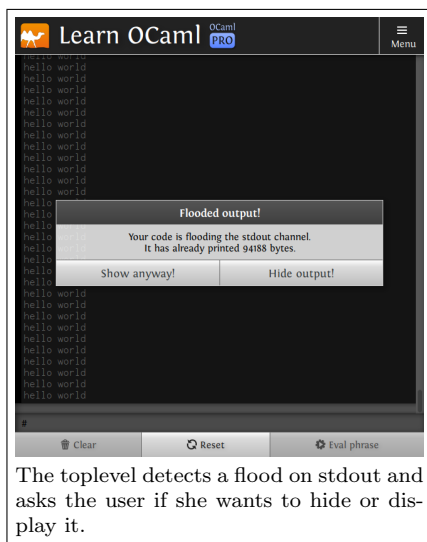 Learn OCaml OCaml PRO
Menu
hello world
hello world
hello world
hello world
hello world
hello world
hello world
hello world
hello world
hello world
hello world
hello world
hello world
hello
Flooded output!
hello
hello
Your code is flooding the stdout channel.
It has already printed 94188 bytes.
hello
hello
Show anyway! Hide output!
hello
hello
hello world
hello world
hello world
hello world
hello world
hello world
hello world
hello world
hello world
hello world
#
Clear Reset Eval phrase
The toplevel detects a flood on stdout and
asks the user if she wants to hide or dis-
play it.